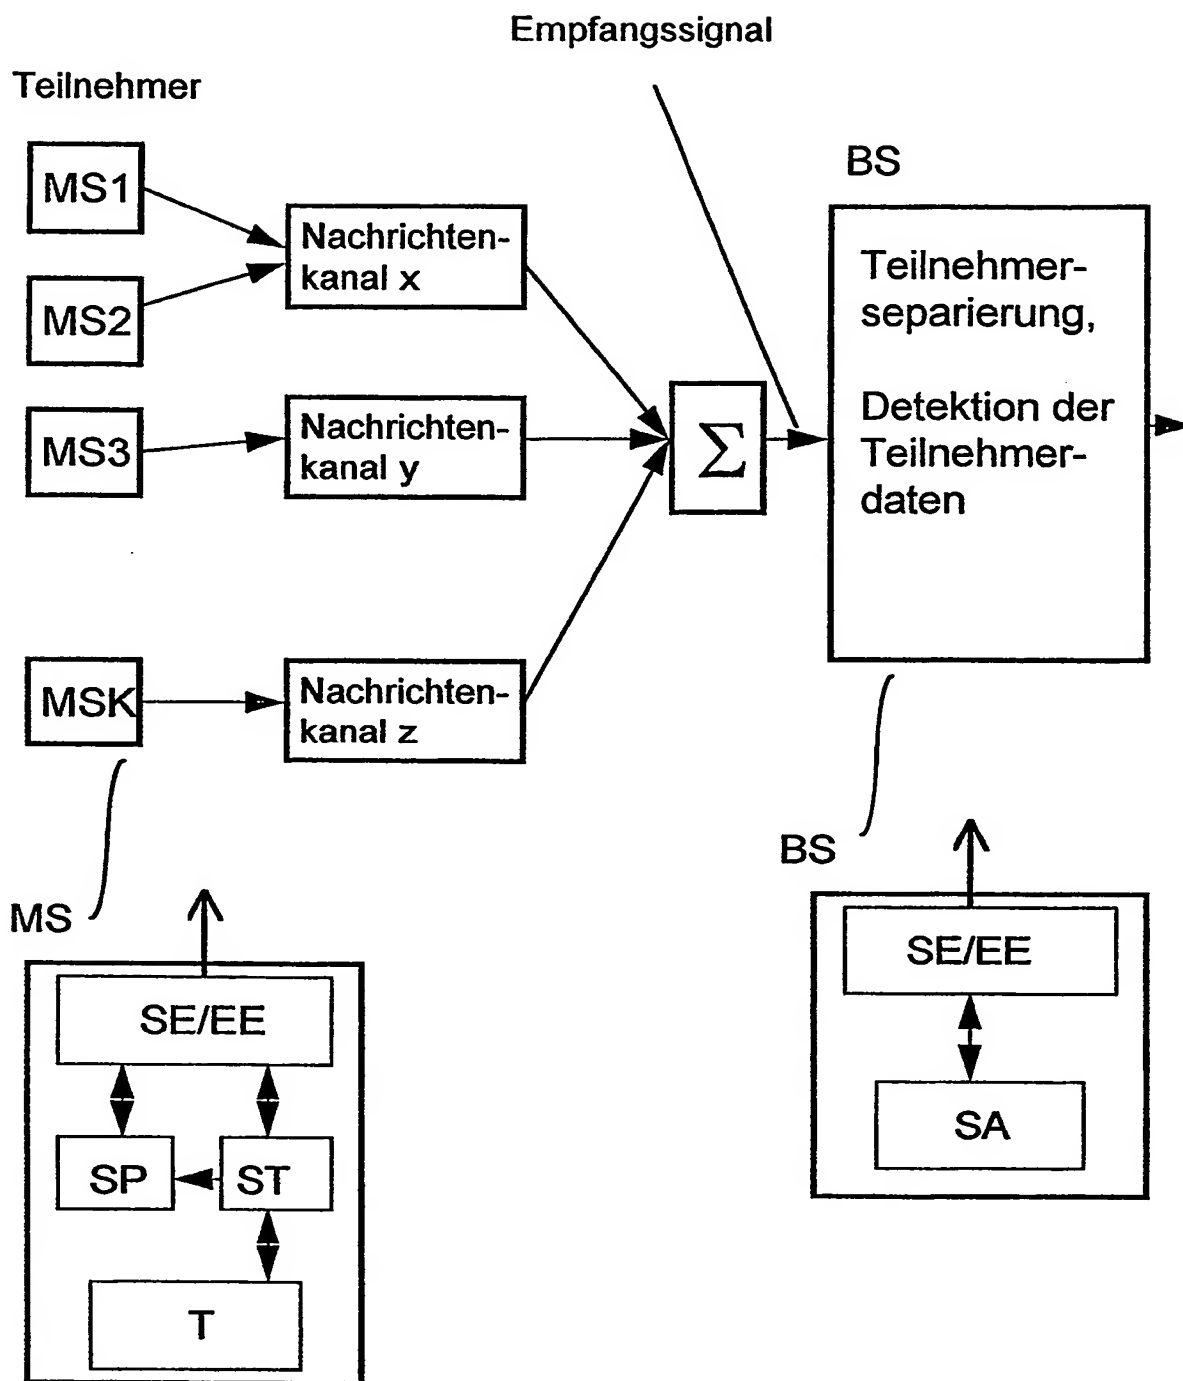 Empfangssignal
Teilnehmer
BS
MS1
MS2
MS3
MSK
Nachrichten-
kanal x
Nachrichten-
kanal y
Nachrichten-
kanal z
Σ
Teilnehmer-
separierung,
Detektion der
Teilnehmer-
daten
MS
SE/EE
SP
ST
T
BS
SE/EE
SA